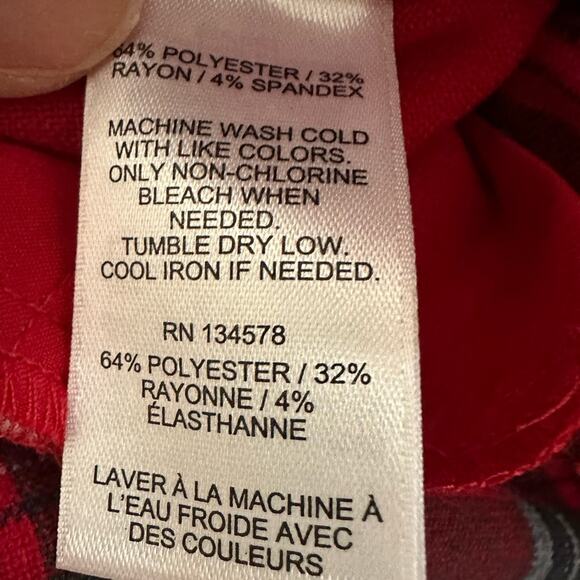 64% POLYESTER / 32%
RAYON / 4% SPANDEX
MACHINE WASH COLD
WITH LIKE COLORS.
ONLY NON-CHLORINE
BLEACH WHEN
NEEDED.
TUMBLE DRY LOW.
COOL IRON IF NEEDED.
RN 134578
64% POLYESTER / 32%
RAYONNE / 4%
ÉLASTHANNE
LAVER À LA MACHINE À
L'EAU FROIDE AVEC
DES COULEURS